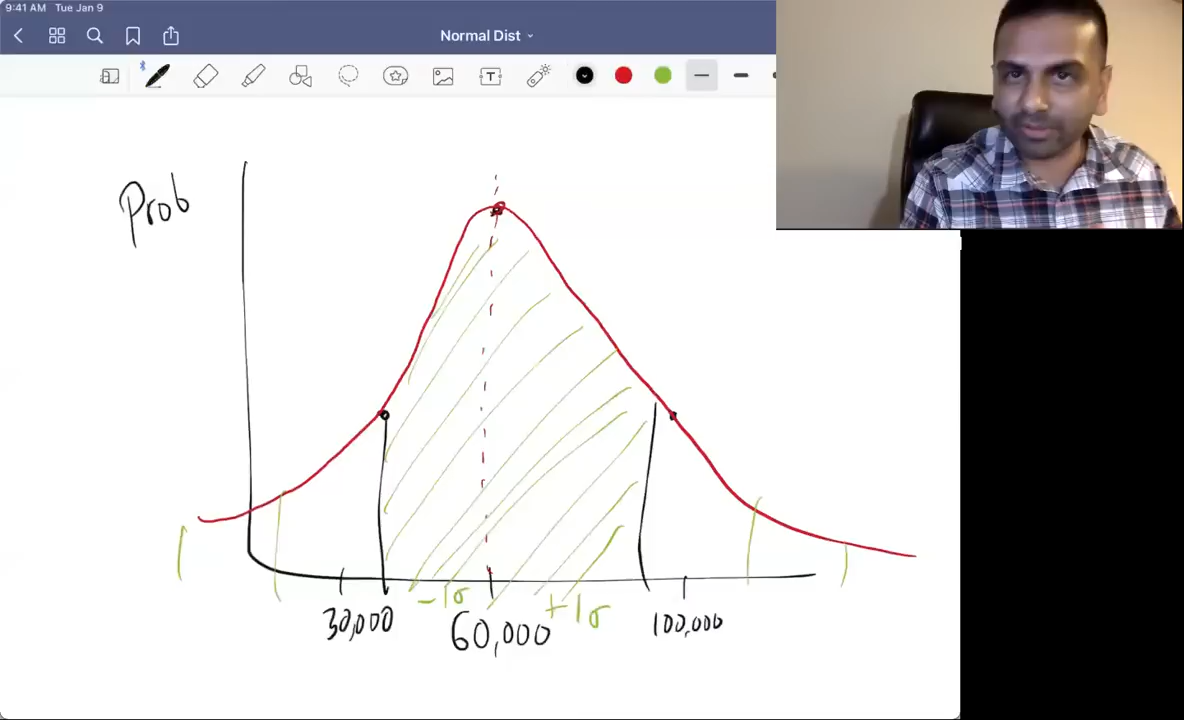 9:41 AM Tue Jan 9
Normal Dist
T
Prob
-1σ
+1σ
30,000
60,000
100,000